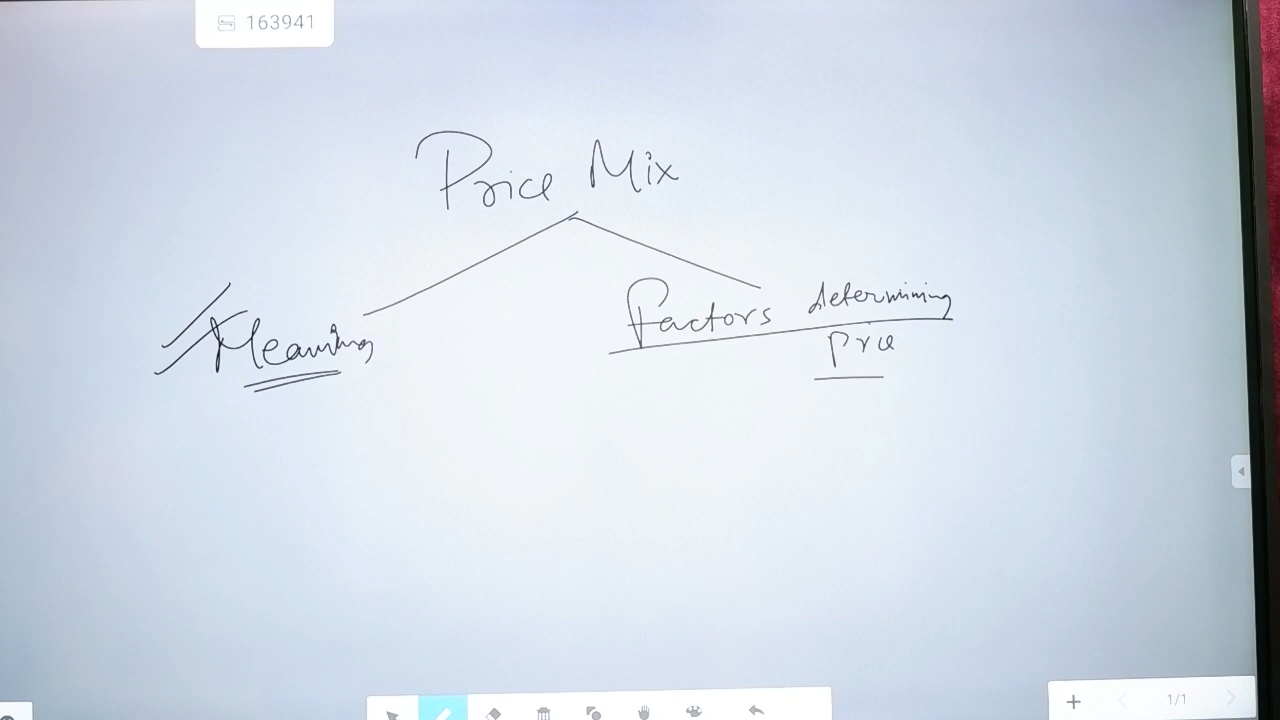 163941
Price Mix
Meaning
Factors determining
price
1/1